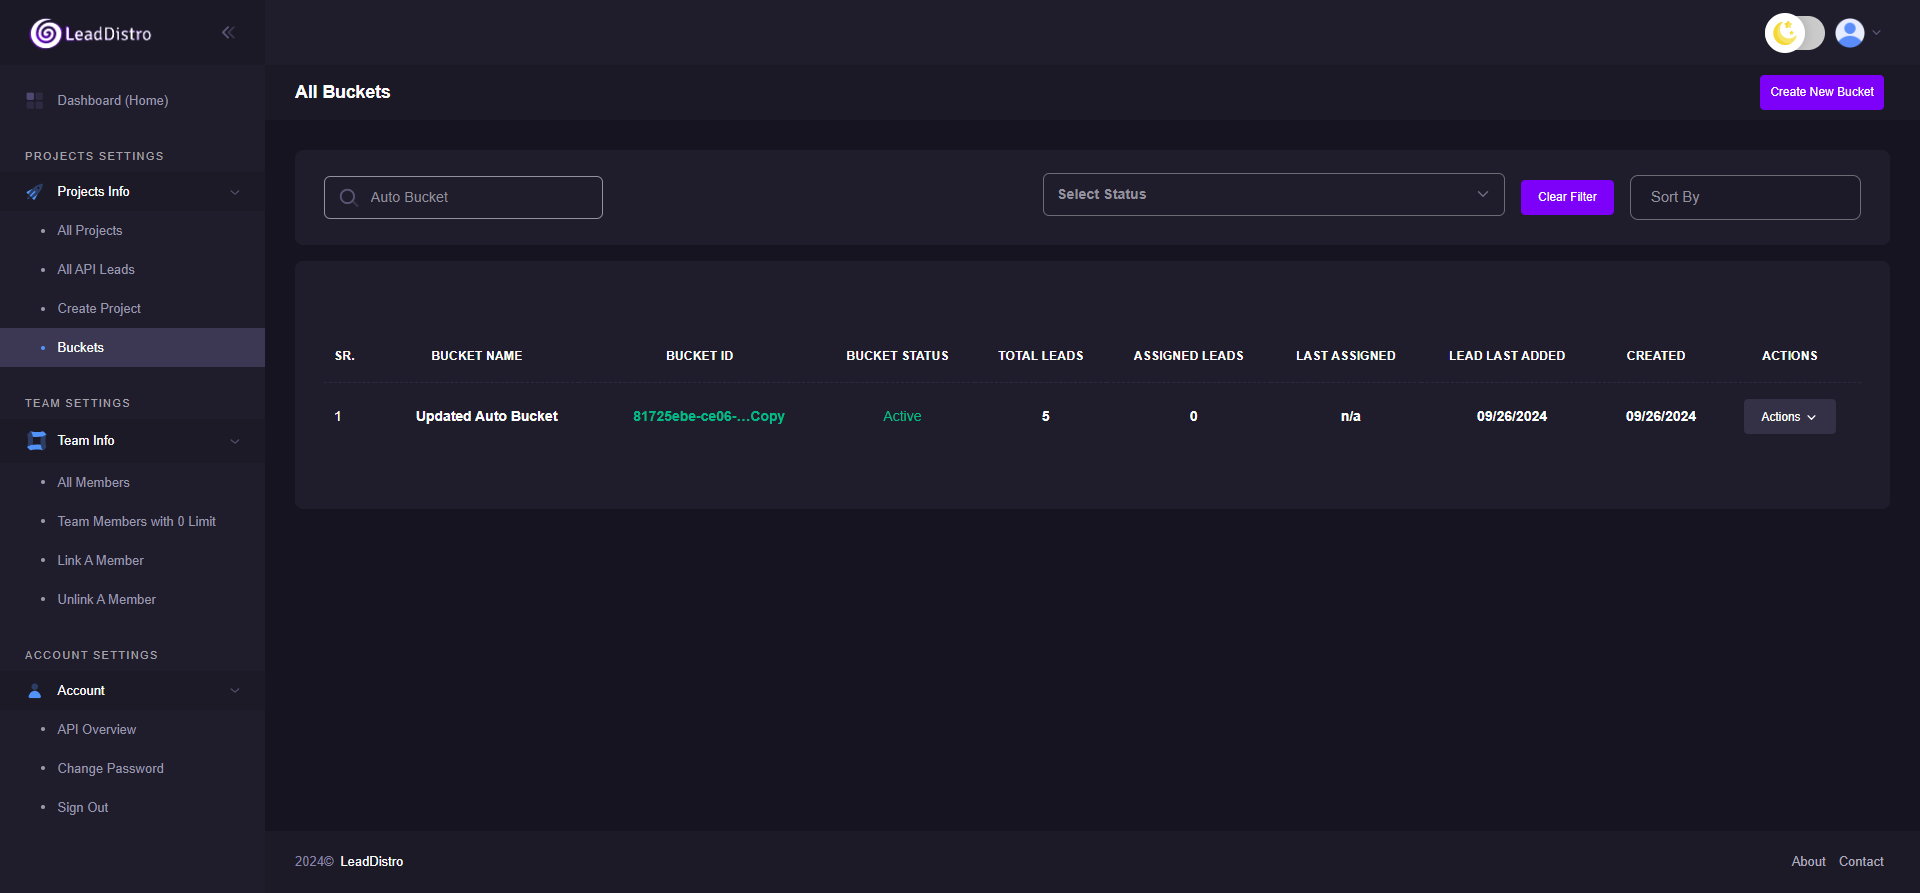 LeadDistro
Dashboard (Home)
PROJECTS SETTINGS
Projects Info
All Projects
All API Leads
Create Project
Buckets
TEAM SETTINGS
Team Info
All Members
Team Members with 0 Limit
Link A Member
Unlink A Member
ACCOUNT SETTINGS
Account
API Overview
Change Password
Sign Out
All Buckets
Create New Bucket
Auto Bucket
Select Status
Clear Filter
Sort By
SR. BUCKET NAME BUCKET ID BUCKET STATUS TOTAL LEADS ASSIGNED LEADS LAST ASSIGNED LEAD LAST ADDED CREATED ACTIONS
1 Updated Auto Bucket 81725ebe-ce06-...Copy Active 5 0 n/a 09/26/2024 09/26/2024 Actions
2024© LeadDistro
About Contact